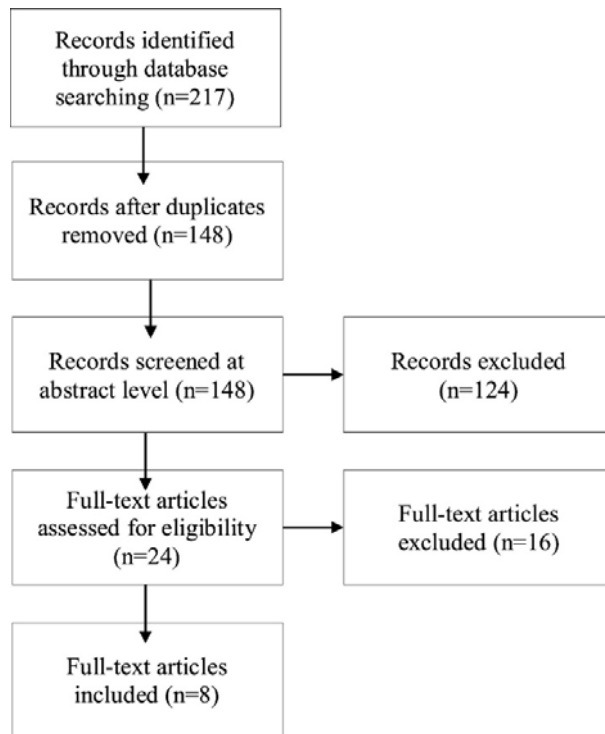 Records identified
through database
searching (n=217)
Records after duplicates
removed (n=148)
Records screened at
abstract level (n=148)
Records excluded
(n=124)
Full-text articles
assessed for eligibility
(n=24)
Full-text articles
excluded (n=16)
Full-text articles
included (n=8)